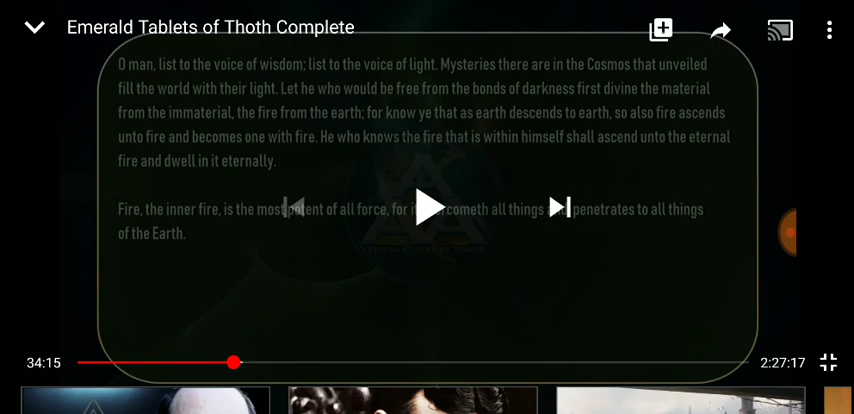 Emerald Tablets of Thoth Complete
O man, list to the voice of wisdom; list to the voice of light. Mysteries there are in the Cosmos that unveiled
fill the world with their light. Let he who would be free from the bonds of darkness first divine the material
from the immaterial, the fire from the earth; for know ye that as earth descends to earth, so also fire ascends
unto fire and becomes one with fire. He who knows the fire that is within himself shall ascend unto the eternal
fire and dwell in it eternally.
Fire, the inner fire, is the most potent of all force, for it overcometh all things and penetrates to all things
of the Earth.
34:15
2:27:17